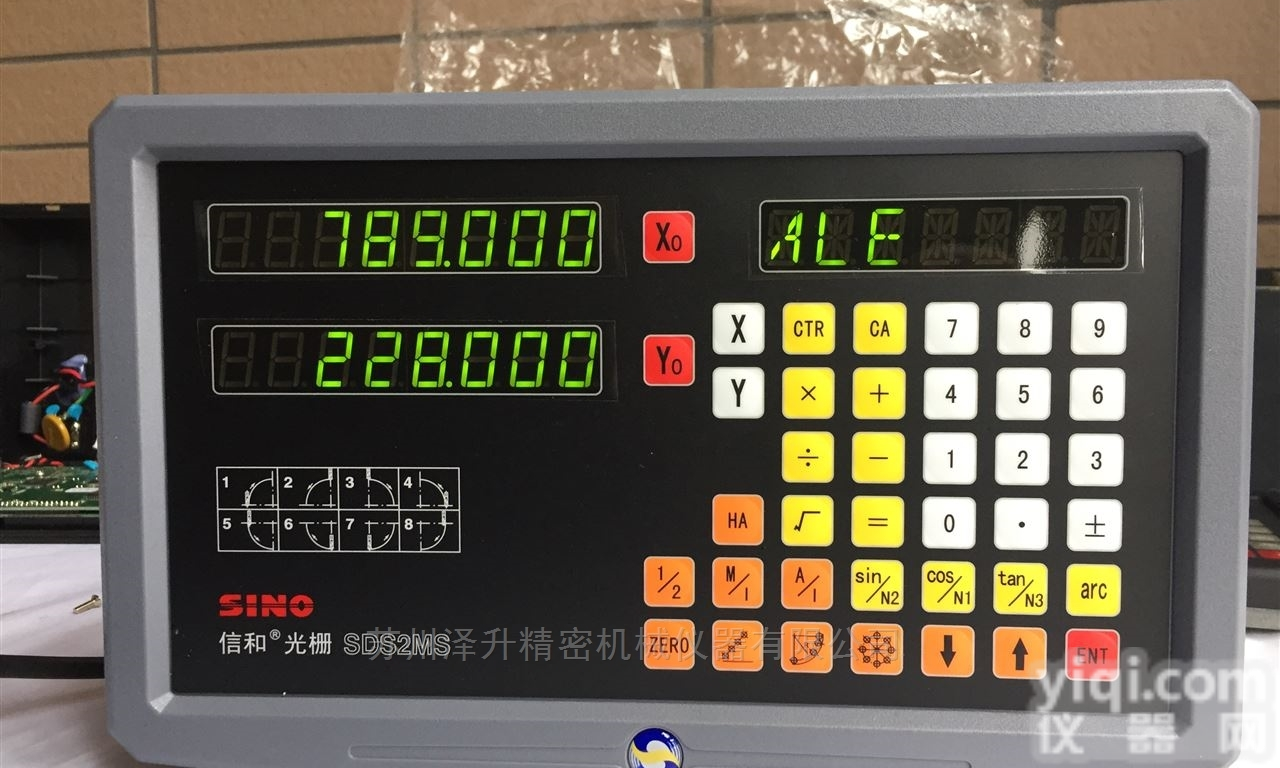 789.000
X0
ALE
228.000
Y0
X CTR CA 7 8 9
Y × + 4 5 6
÷ − 1 2 3
HA √ = 0 . ±
1/2 M/I A/I sin/N2 cos/N1 tan/N3 arc
ZERO ENT
1 2 3 4
5 6 7 8
SINO
信和®光栅 SDS2MS
苏州泽升精密机械仪器有限公司
yiqi.com
仪器网